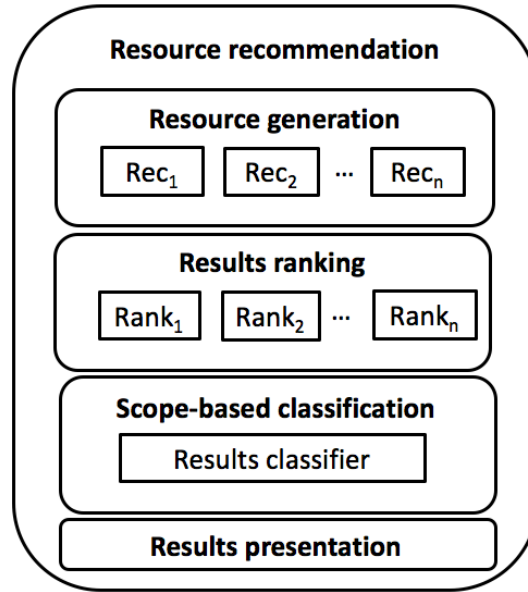 Resource recommendation
Resource generation
Rec₁ Rec₂ ... Recₙ
Results ranking
Rank₁ Rank₂ ... Rankₙ
Scope-based classification
Results classifier
Results presentation